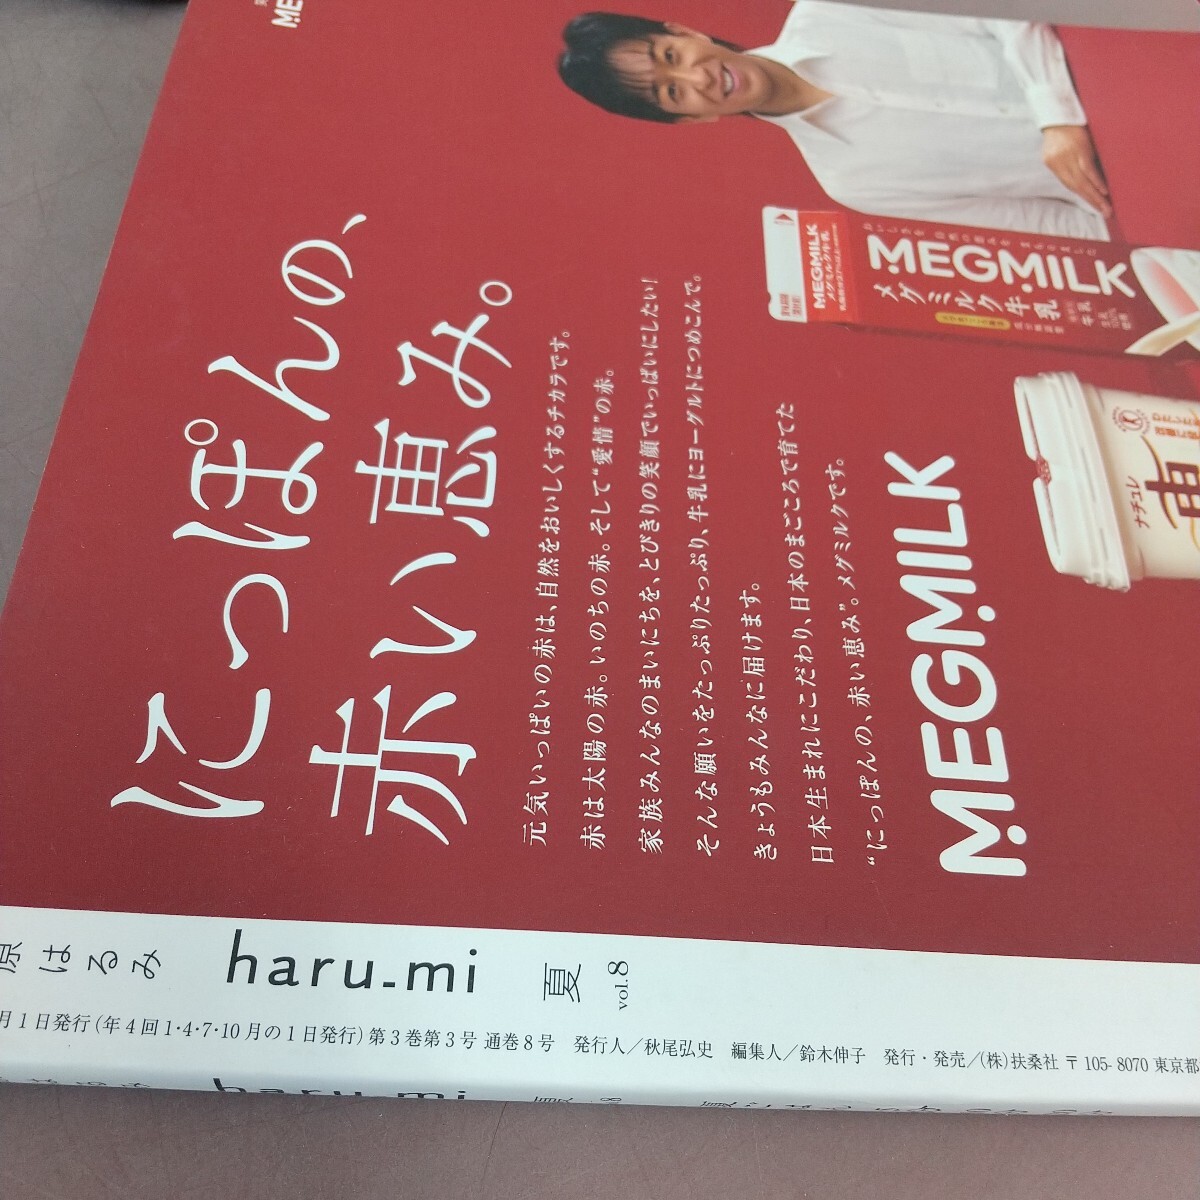 にっぽんの、
赤い恵み。
元気いっぱいの赤は、自然をおいしくするチカラです。
赤は太陽の赤。いのちの赤。そして“愛情”の赤。
家族みんなのまいにちを、とびきりの笑顔でいっぱいにしたい!
そんな願いをたっぷりたっぷり、牛乳にヨーグルトにつめこんで。
きょうもみんなに届けます。
日本生まれにこだわり、日本のまごころで育てた
“にっぽんの、赤い恵み”。メグミルクです。
MEGMILK
MEGMILK
メグミルク牛乳
MEGMILK
メグミルク牛乳
ナチュレ
恵
ME
原はるみ haru_mi 夏 vol.8
月1日発行(年4回1・4・7・10月の1日発行)第3巻第3号 通巻8号 発行人/秋尾弘史 編集人/鈴木伸子 発行・発売/(株)扶桑社 〒105-8070 東京都
haru_mi